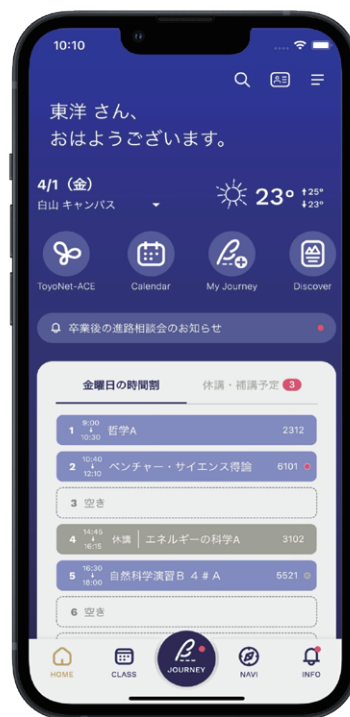 10:10
東洋 さん、
おはようございます。
4/1（金）
白山 キャンパス
23° ↑25° ↓23°
ToyoNet-ACE Calendar My Journey Discover
卒業後の進路相談会のお知らせ
金曜日の時間割 休講・補講予定 3
1 9:00 ↓ 10:30 哲学A 2312
2 10:40 ↓ 12:10 ベンチャー・サイエンス得論 6101
3 空き
4 14:45 ↓ 16:15 休講 エネルギーの科学A 3102
5 16:30 ↓ 18:00 自然科学演習B 4 # A 5521
6 空き
HOME CLASS JOURNEY NAVI INFO